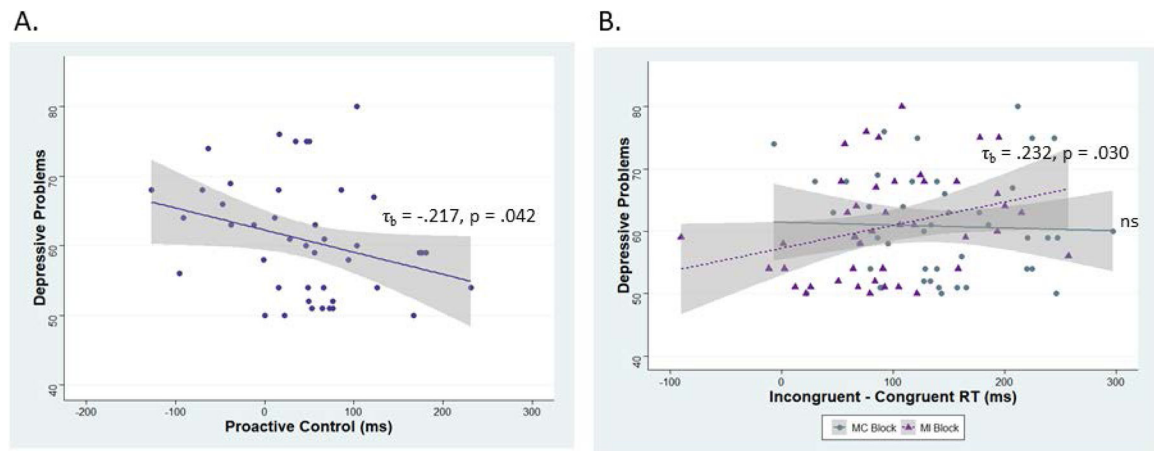 A.
Depressive Problems
80
70
60
50
40
τb = -.217, p = .042
-200 -100 0 100 200 300
Proactive Control (ms)
B.
Depressive Problems
80
70
60
50
40
τb = .232, p = .030
ns
-100 0 100 200 300
Incongruent - Congruent RT (ms)
MC Block MI Block